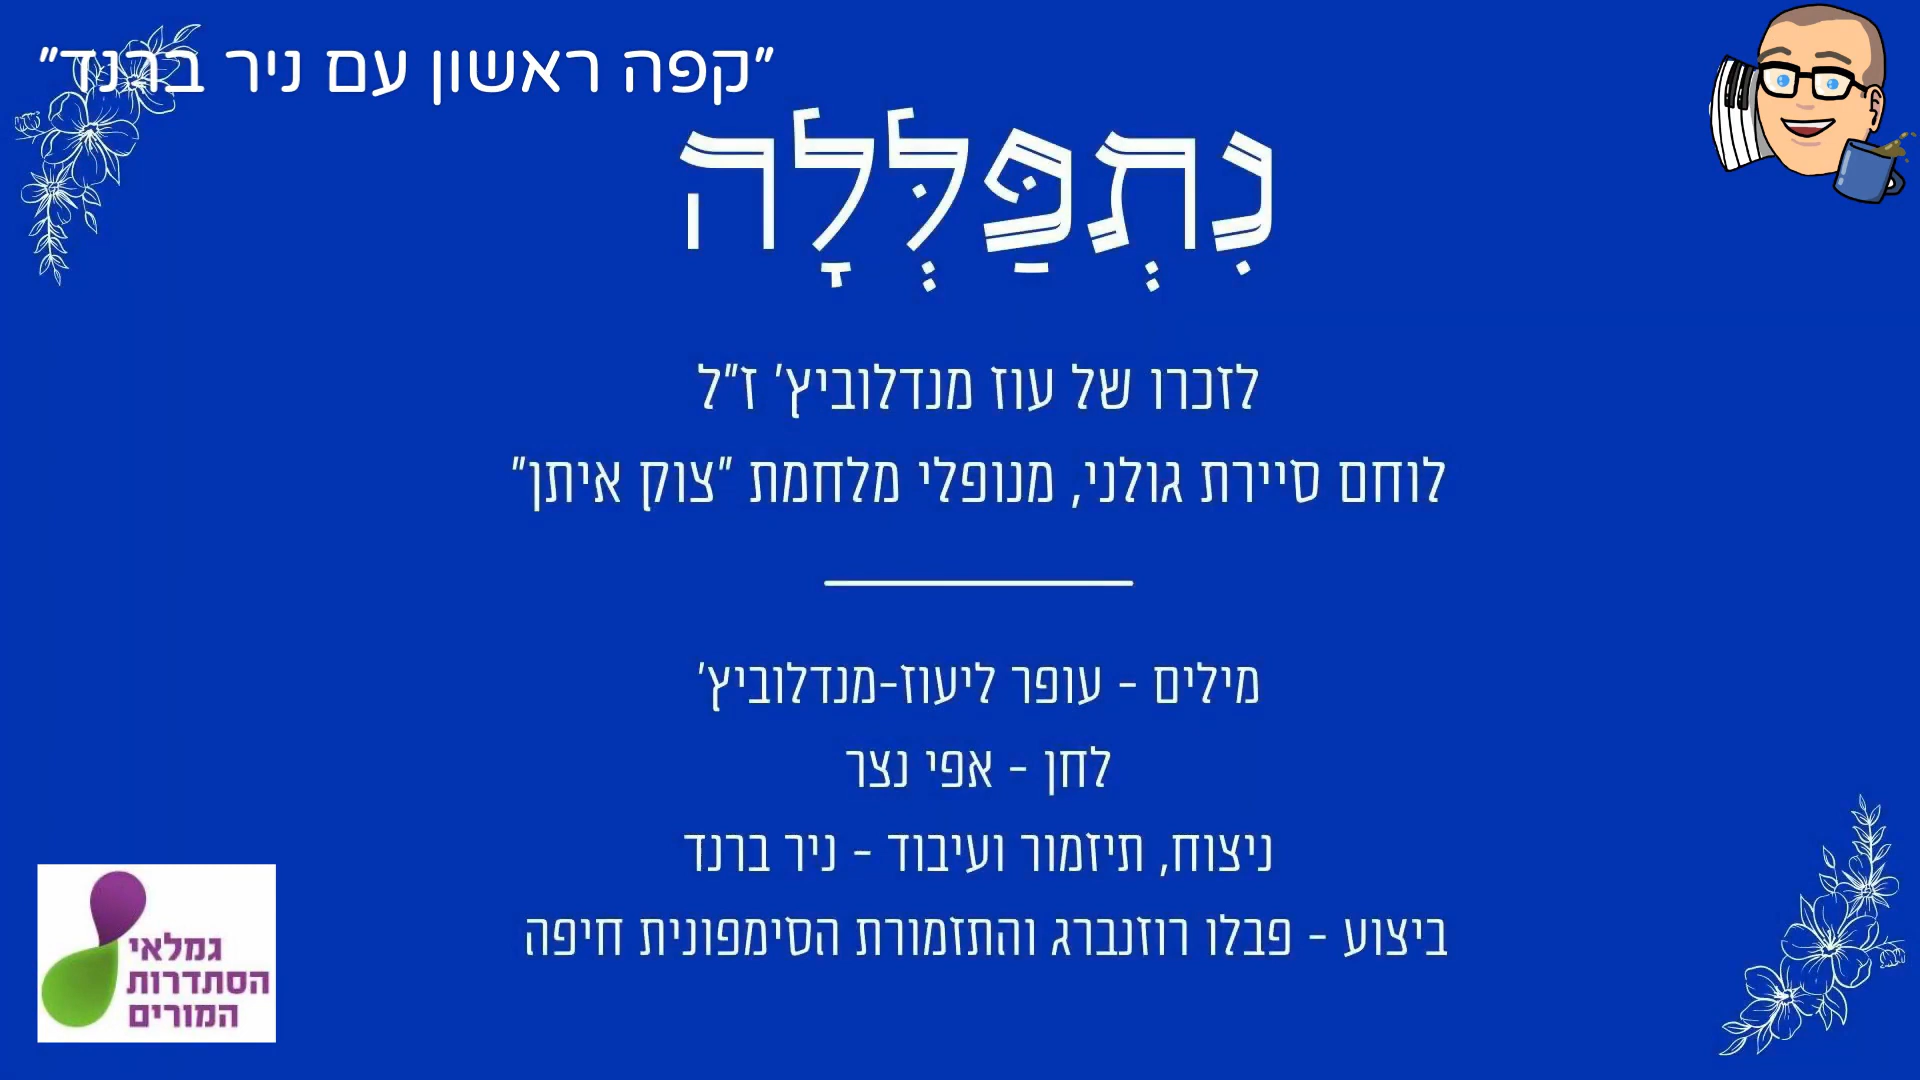 "קפה ראשון עם ניר ברנד"
נִתְפַּלְּלָה
לזכרו של עוז מנדלוביץ' ז"ל
לוחם סיירת גולני, מנופלי מלחמת "צוק איתן"
מילים - עופר ליעוז-מנדלוביץ'
לחן - אפי נצר
ניצוח, תיזמור ועיבוד - ניר ברנד
ביצוע - פבלו רוזנברג והתזמורת הסימפונית חיפה
גמלאי
הסתדרות
המורים